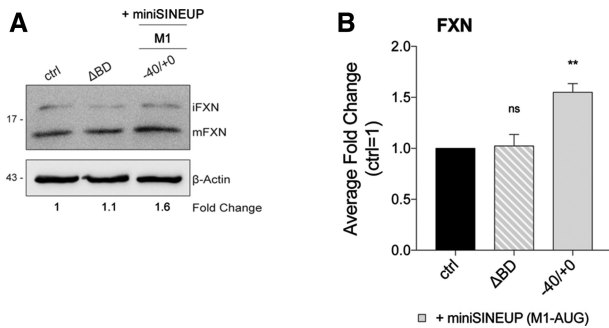 A
+ miniSINEUP
M1
ctrl
ΔBD
-40/+0
iFXN
17 -
mFXN
43 -
β-Actin
1 1.1 1.6 Fold Change
B
FXN
Average Fold Change
(ctrl=1)
2.0
1.5
1.0
0.5
0.0
ns
**
ctrl
ΔBD
-40/+0
+ miniSINEUP (M1-AUG)